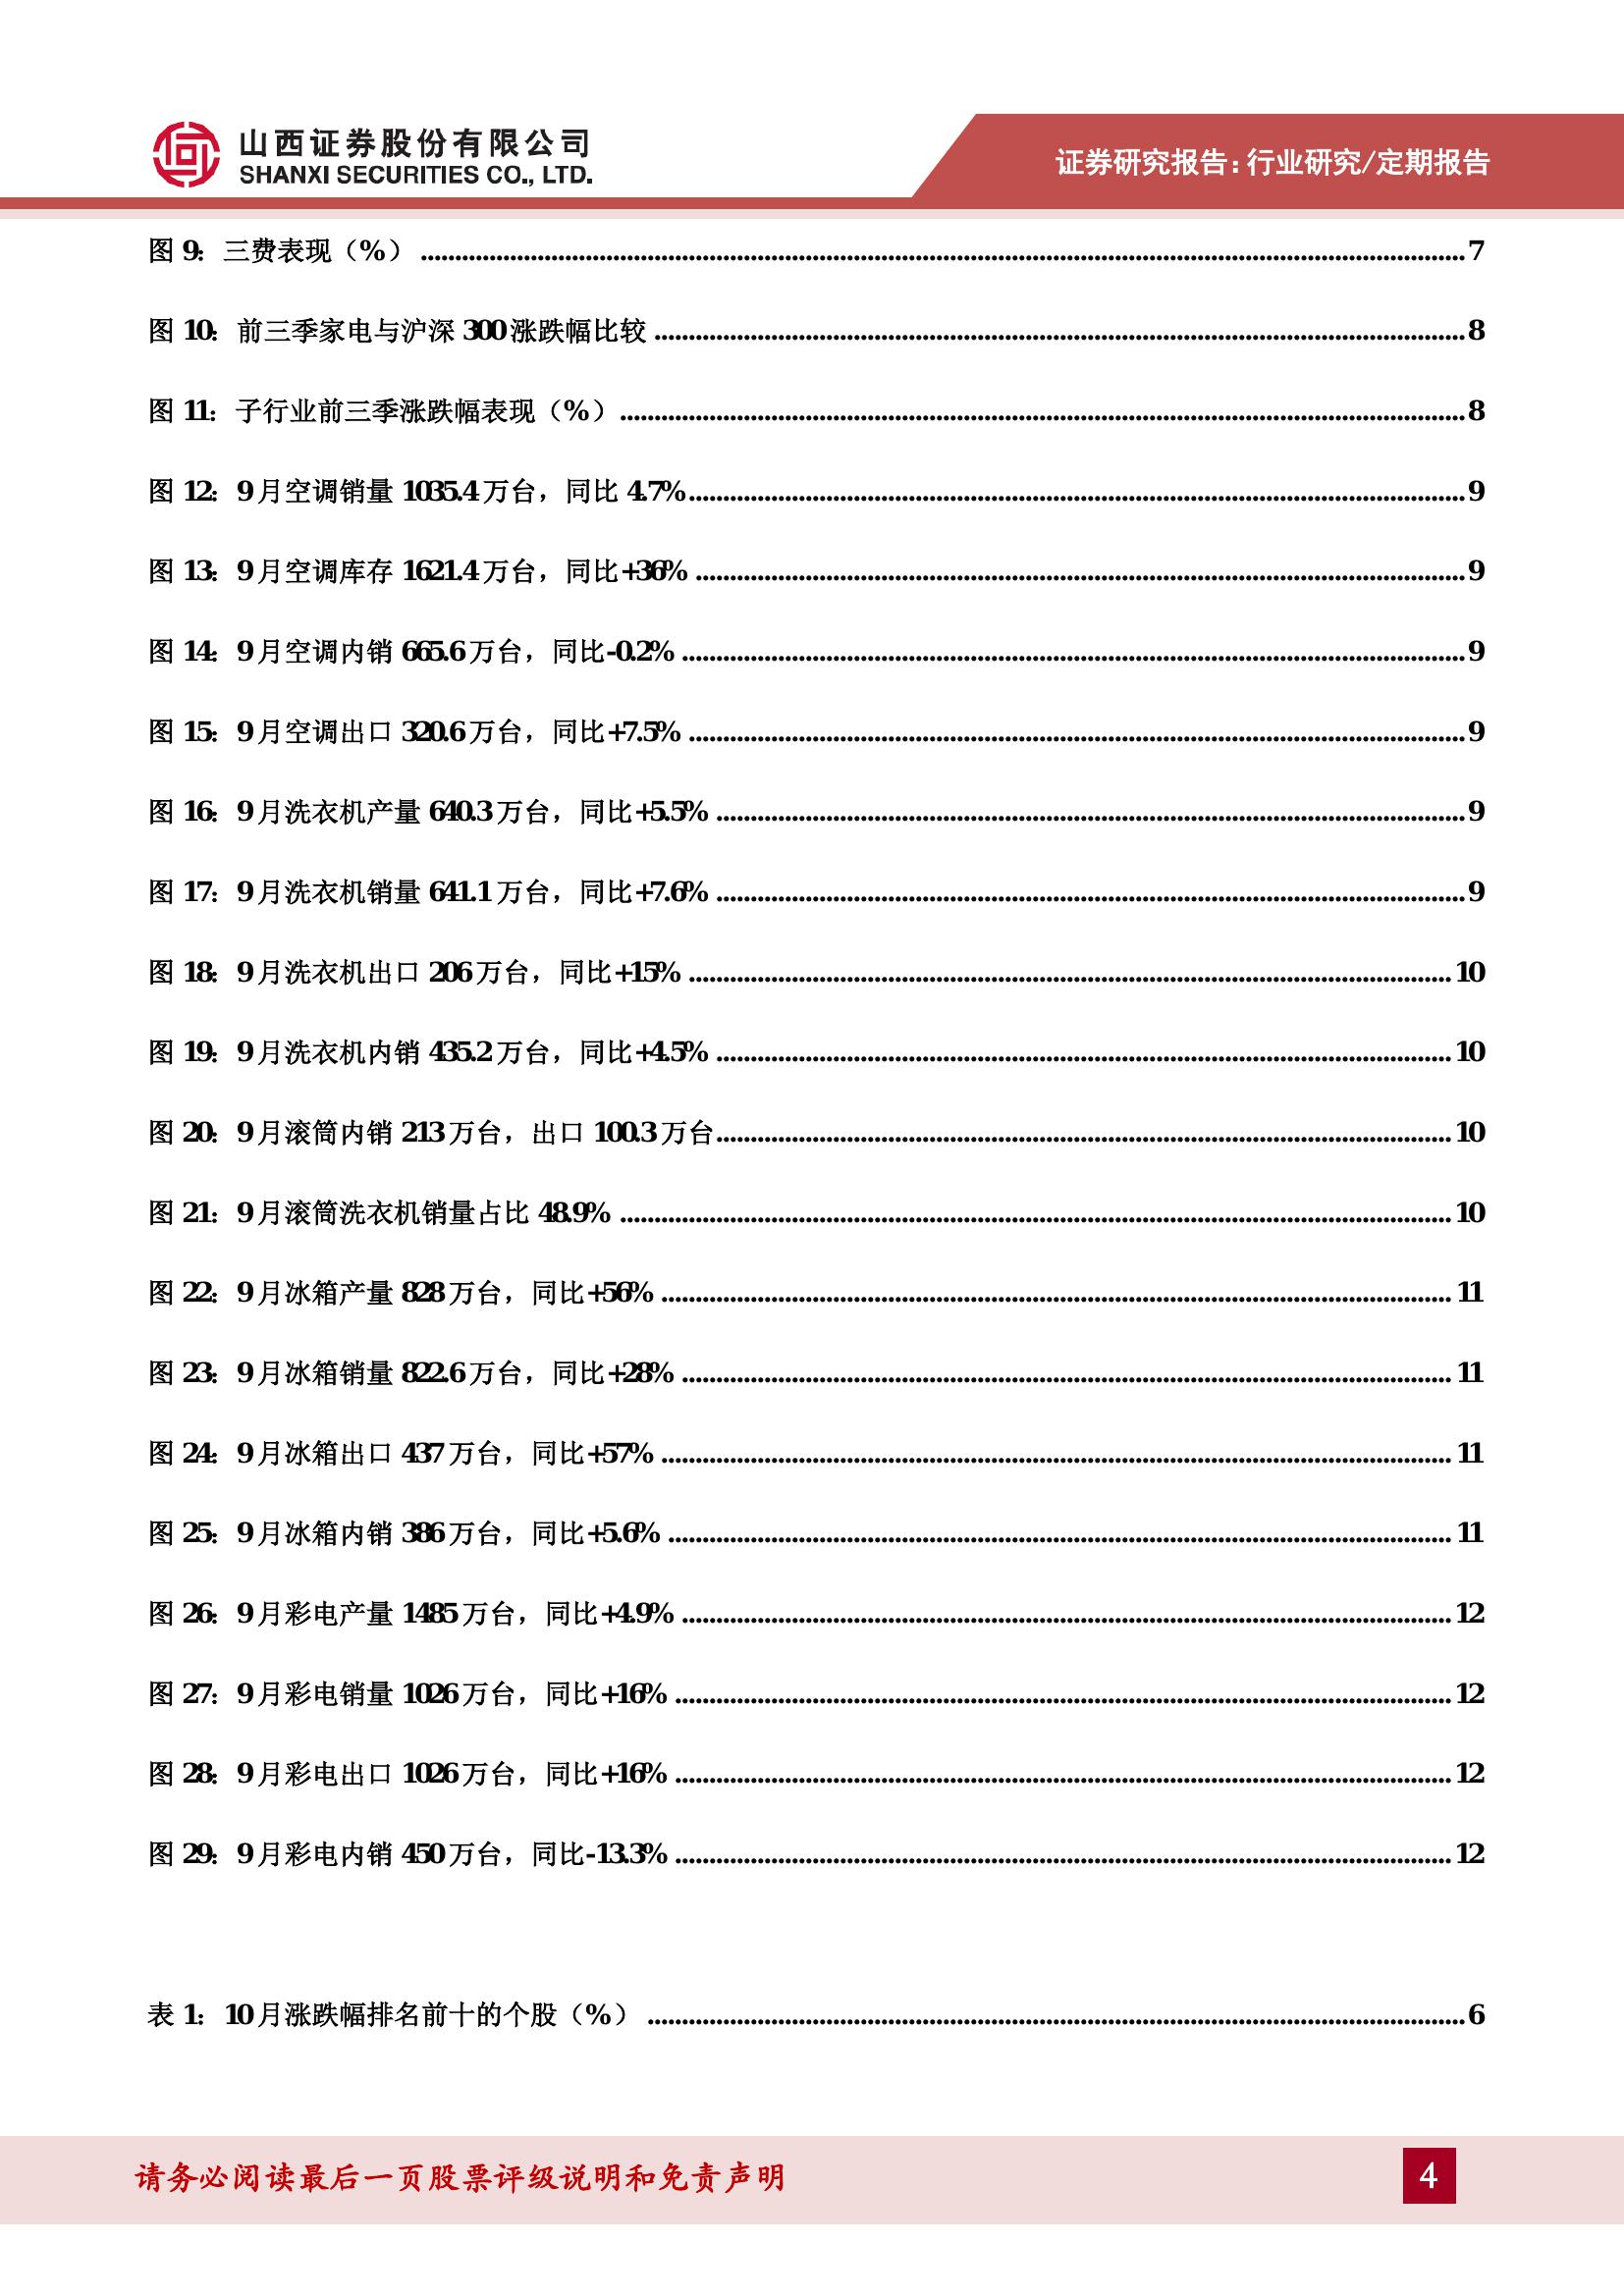 山西证券股份有限公司
SHANXI SECURITIES CO., LTD.
证券研究报告:行业研究/定期报告
图 9：三费表现（%）........7
图 10：前三季家电与沪深 300 涨跌幅比较........8
图 11：子行业前三季涨跌幅表现（%）........8
图 12：9 月空调销量 1035.4 万台，同比 4.7%........9
图 13：9 月空调库存 1621.4 万台，同比+36%........9
图 14：9 月空调内销 665.6 万台，同比-0.2%........9
图 15：9 月空调出口 320.6 万台，同比+7.5%........9
图 16：9 月洗衣机产量 640.3 万台，同比+5.5%........9
图 17：9 月洗衣机销量 641.1 万台，同比+7.6%........9
图 18：9 月洗衣机出口 206 万台，同比+15%........10
图 19：9 月洗衣机内销 435.2 万台，同比+4.5%........10
图 20：9 月滚筒内销 213 万台，出口 100.3 万台........10
图 21：9 月滚筒洗衣机销量占比 48.9%........10
图 22：9 月冰箱产量 828 万台，同比+56%........11
图 23：9 月冰箱销量 822.6 万台，同比+28%........11
图 24：9 月冰箱出口 437 万台，同比+57%........11
图 25：9 月冰箱内销 386 万台，同比+5.6%........11
图 26：9 月彩电产量 1485 万台，同比+4.9%........12
图 27：9 月彩电销量 1026 万台，同比+16%........12
图 28：9 月彩电出口 1026 万台，同比+16%........12
图 29：9 月彩电内销 450 万台，同比-13.3%........12
表 1：10 月涨跌幅排名前十的个股（%）........6
请务必阅读最后一页股票评级说明和免责声明
4